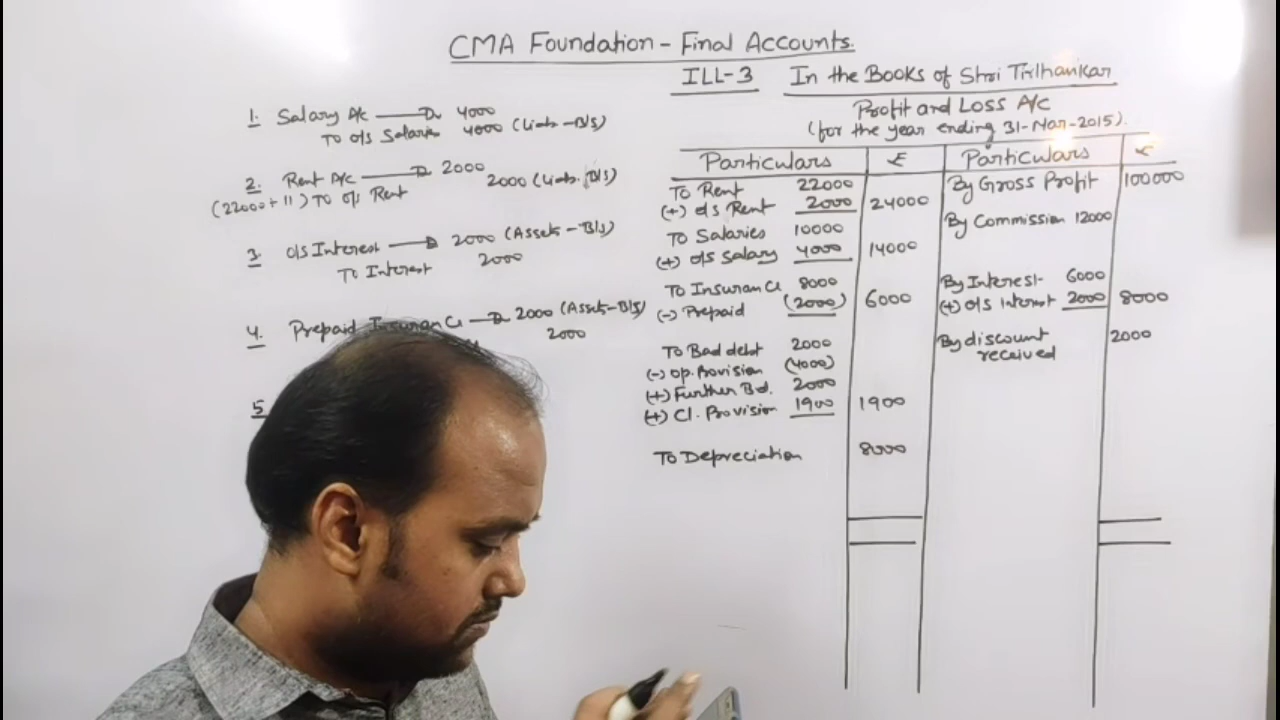 CMA Foundation - Final Accounts.
ILL-3 In the Books of Shri Tirthankar
Profit and Loss A/c
(for the year ending 31-Mar-2015).
1. Salary A/c → Dr 4000
To o/s Salaries 4000 (Liab-B/S)
2. Rent A/c → Dr 2000
(22000+11) To o/s Rent 2000 (Liab. B/S)
3. o/s Interest → Dr 2000 (Assets-B/S)
To Interest 2000
4. Prepaid Insurance → Dr 2000 (Assets-B/S)
2000
5
Particulars ₹ Particulars ₹
To Rent 22000
(+) o/s Rent 2000 24000
To Salaries 10000
(+) o/s Salary 4000 14000
To Insurance 8000
(-) Prepaid (2000) 6000
To Bad debt 2000
(-) op. Provision (4000)
(+) Further Bd. 2000
(+) Cl. Provision 1900 1900
To Depreciation 8000
By Gross Profit 100000
By Commission 12000
By Interest 6000
(+) o/s Interest 2000 8000
By discount 2000
received